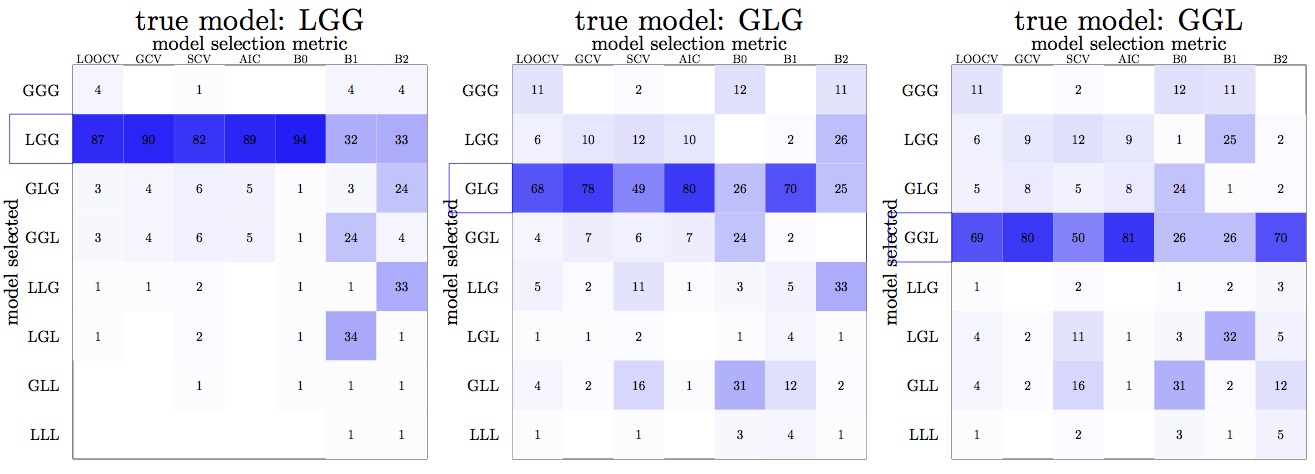 true model: LGG
model selection metric
LOOCV GCV SCV AIC B0 B1 B2
GGG 4 1 4 4
LGG 87 90 82 89 94 32 33
GLG 3 4 6 5 1 3 24
GGL 3 4 6 5 1 24 4
LLG 1 1 2 1 1 33
LGL 1 2 1 34 1
GLL 1 1 1 1
LLL 1 1
model selected
true model: GLG
model selection metric
LOOCV GCV SCV AIC B0 B1 B2
GGG 11 2 12 11
LGG 6 10 12 10 2 26
GLG 68 78 49 80 26 70 25
GGL 4 7 6 7 24 2
LLG 5 2 11 1 3 5 33
LGL 1 1 2 1 4 1
GLL 4 2 16 1 31 12 2
LLL 1 1 3 4 1
model selected
true model: GGL
model selection metric
LOOCV GCV SCV AIC B0 B1 B2
GGG 11 2 12 11
LGG 6 9 12 9 1 25 2
GLG 5 8 5 8 24 1 2
GGL 69 80 50 81 26 26 70
LLG 1 2 1 2 3
LGL 4 2 11 1 3 32 5
GLL 4 2 16 1 31 2 12
LLL 1 2 3 1 5
model selected